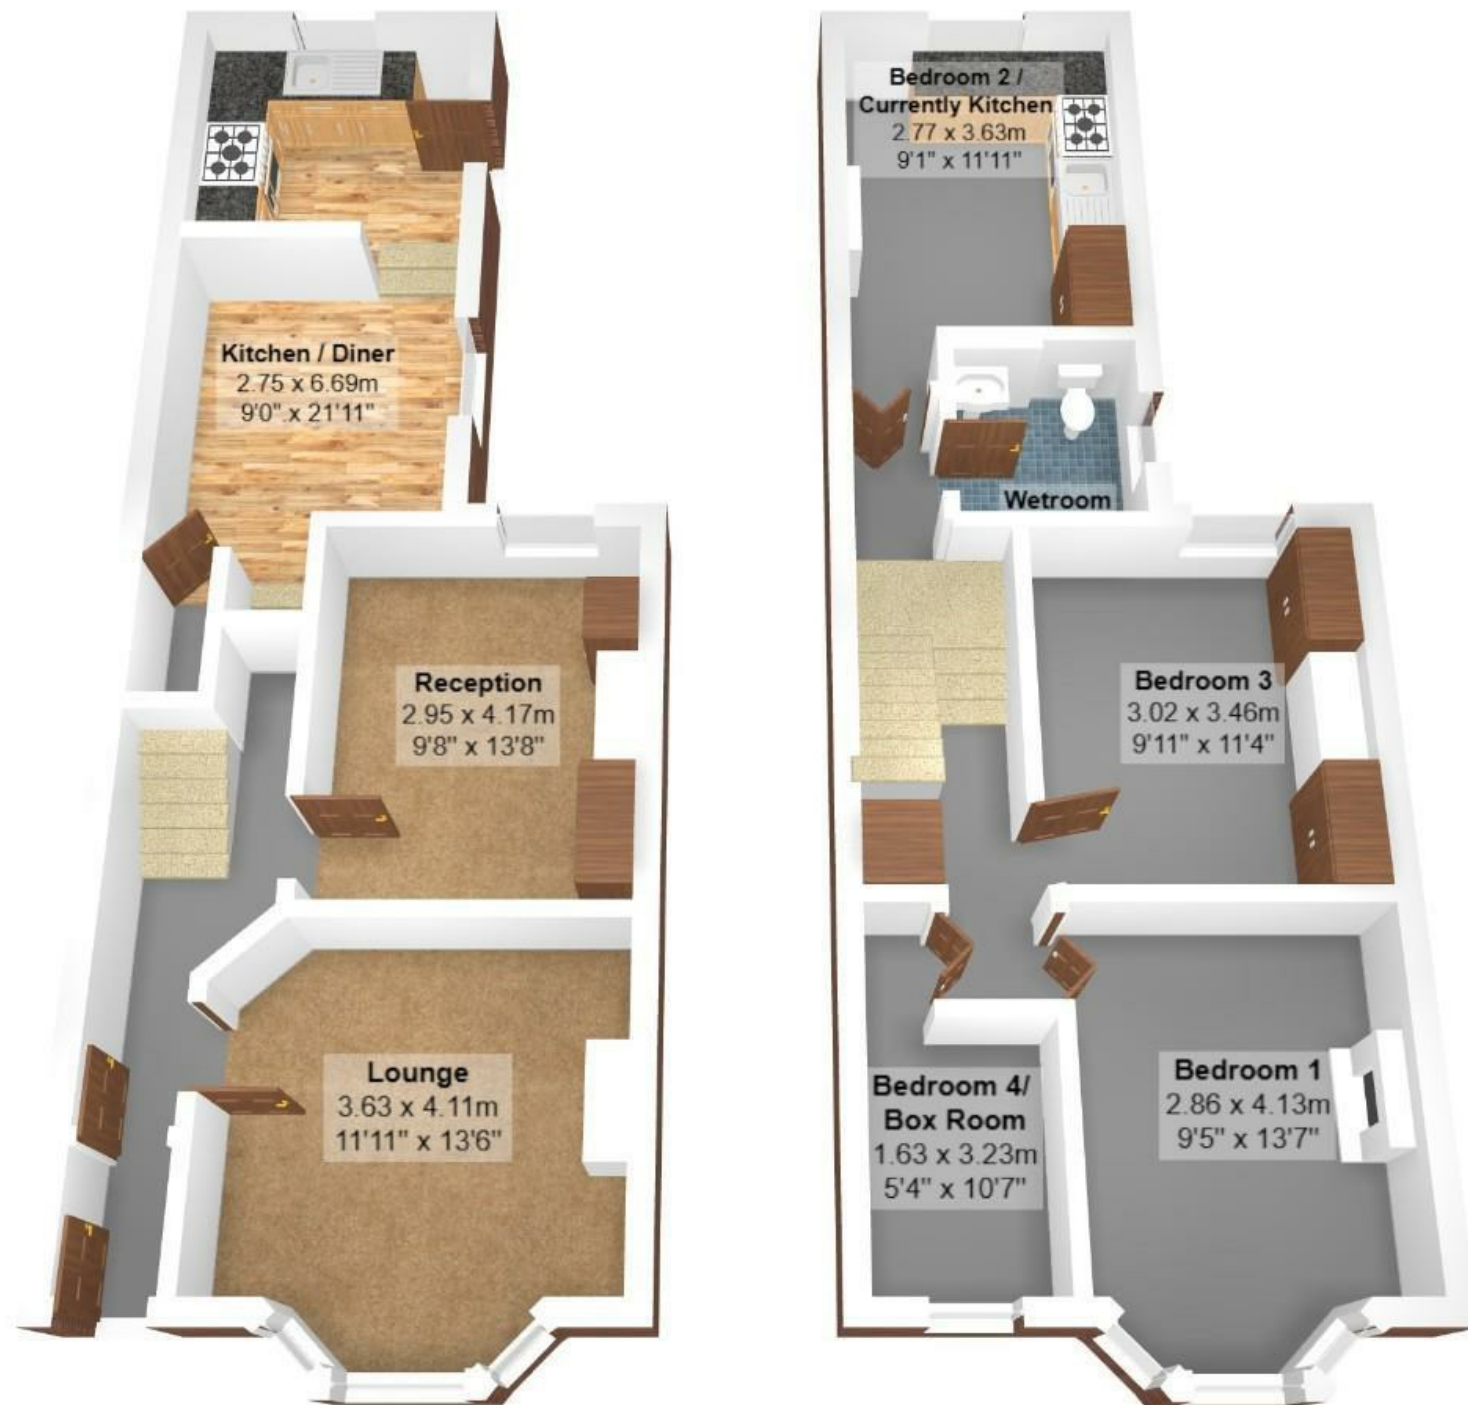 Kitchen / Diner
2.75 x 6.69m
9'0" x 21'11"
Reception
2.95 x 4.17m
9'8" x 13'8"
Lounge
3.63 x 4.11m
11'11" x 13'6"
Bedroom 2 /
Currently Kitchen
2.77 x 3.63m
9'1" x 11'11"
Wetroom
Bedroom 3
3.02 x 3.46m
9'11" x 11'4"
Bedroom 4/
Box Room
1.63 x 3.23m
5'4" x 10'7"
Bedroom 1
2.86 x 4.13m
9'5" x 13'7"